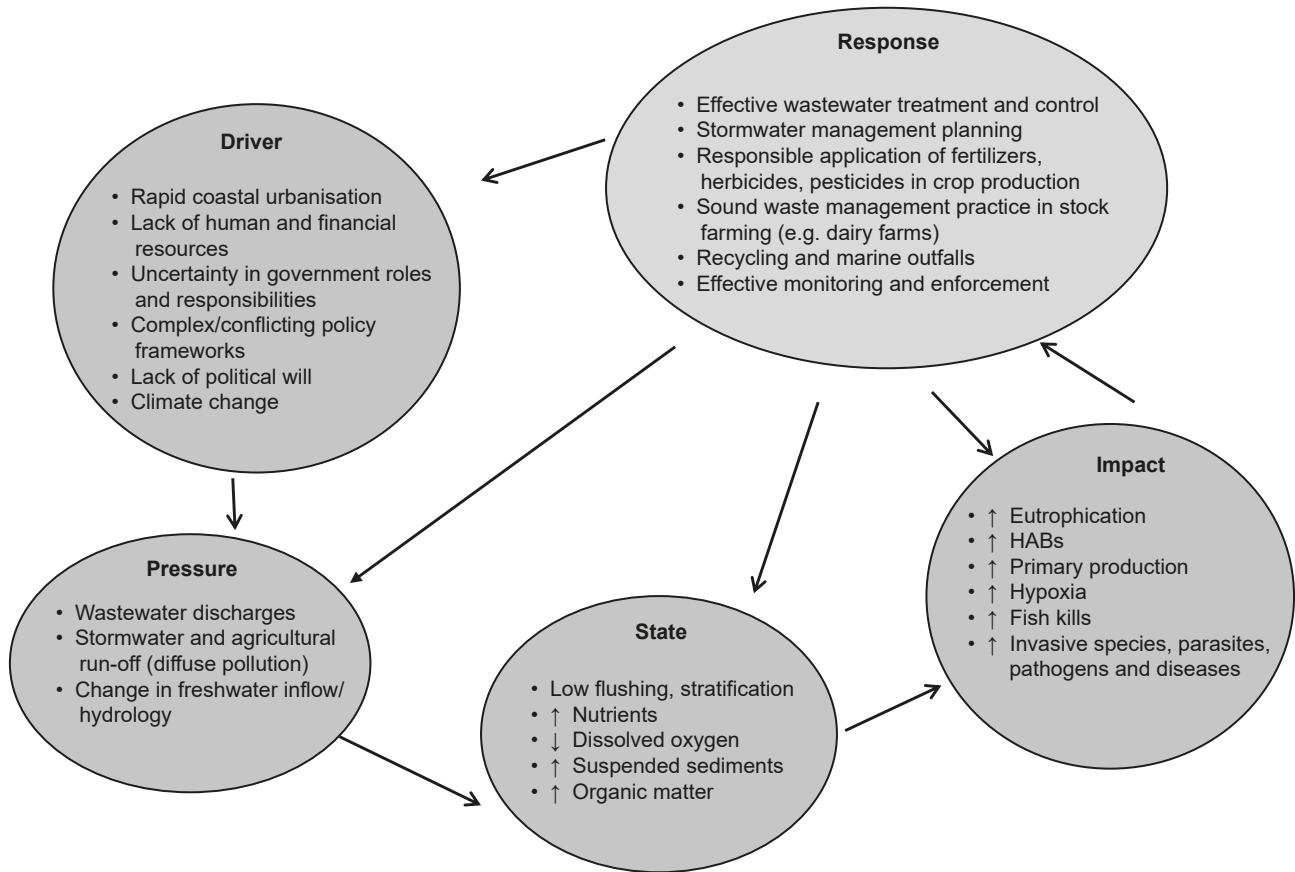 Response
• Effective wastewater treatment and control
• Stormwater management planning
• Responsible application of fertilizers,
herbicides, pesticides in crop production
• Sound waste management practice in stock
farming (e.g. dairy farms)
• Recycling and marine outfalls
• Effective monitoring and enforcement
Driver
• Rapid coastal urbanisation
• Lack of human and financial
resources
• Uncertainty in government roles
and responsibilities
• Complex/conflicting policy
frameworks
• Lack of political will
• Climate change
Pressure
• Wastewater discharges
• Stormwater and agricultural
run-off (diffuse pollution)
• Change in freshwater inflow/
hydrology
State
• Low flushing, stratification
• ↑ Nutrients
• ↓ Dissolved oxygen
• ↑ Suspended sediments
• ↑ Organic matter
Impact
• ↑ Eutrophication
• ↑ HABs
• ↑ Primary production
• ↑ Hypoxia
• ↑ Fish kills
• ↑ Invasive species, parasites,
pathogens and diseases